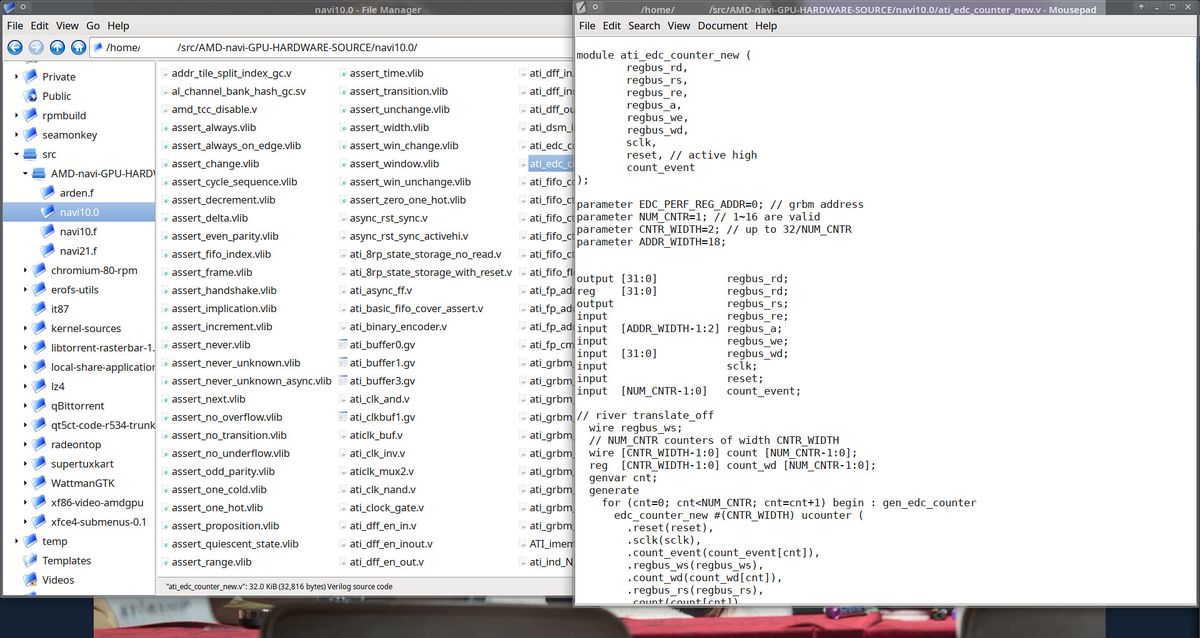 navi10.0 - File Manager
File Edit View Go Help
/home/ /src/AMD-navi-GPU-HARDWARE-SOURCE/navi10.0/
Private
Public
rpmbuild
seamonkey
src
AMD-navi-GPU-HARDW
arden.f
navi10.0
navi10.f
navi21.f
chromium-80-rpm
erofs-utils
it87
kernel-sources
libtorrent-rasterbar-1.
local-share-application
lz4
qBittorrent
qt5ct-code-r534-trunk
radeontop
supertuxkart
WattmanGTK
xf86-video-amdgpu
xfce4-submenus-0.1
temp
Templates
Videos
addr_tile_split_index_gc.v
al_channel_bank_hash_gc.sv
amd_tcc_disable.v
assert_always.vlib
assert_always_on_edge.vlib
assert_change.vlib
assert_cycle_sequence.vlib
assert_decrement.vlib
assert_delta.vlib
assert_even_parity.vlib
assert_fifo_index.vlib
assert_frame.vlib
assert_handshake.vlib
assert_implication.vlib
assert_increment.vlib
assert_never.vlib
assert_never_unknown.vlib
assert_never_unknown_async.vlib
assert_next.vlib
assert_no_overflow.vlib
assert_no_transition.vlib
assert_no_underflow.vlib
assert_odd_parity.vlib
assert_one_cold.vlib
assert_one_hot.vlib
assert_proposition.vlib
assert_quiescent_state.vlib
assert_range.vlib
assert_time.vlib
assert_transition.vlib
assert_unchange.vlib
assert_width.vlib
assert_win_change.vlib
assert_window.vlib
assert_win_unchange.vlib
assert_zero_one_hot.vlib
async_rst_sync.v
async_rst_sync_activehi.v
ati_8rp_state_storage_no_read.v
ati_8rp_state_storage_with_reset.v
ati_async_ff.v
ati_basic_fifo_cover_assert.v
ati_binary_encoder.v
ati_buffer0.gv
ati_buffer1.gv
ati_buffer3.gv
ati_clk_and.v
ati_clkbuf1.gv
aticlk_buf.v
ati_clk_inv.v
aticlk_mux2.v
ati_clk_nand.v
ati_clock_gate.v
ati_dff_en_in.v
ati_dff_en_inout.v
ati_dff_en_out.v
ati_dff_in.
ati_dff_in
ati_dff_ou
ati_dsm_i
ati_edc_c
ati_edc_c
ati_fifo_c
ati_fifo_c
ati_fifo_c
ati_fifo_c
ati_fifo_c
ati_fifo_fl
ati_fp_ad
ati_fp_ad
ati_fp_ad
ati_fp_cm
ati_grbm
ati_grbm
ati_grbm
ati_grbm
ati_grbm
ati_grbm
ati_grbm
ati_grbm
ati_grbm
ati_grbm
ATI_imem
ati_ind_N
"ati_edc_counter_new.v": 32.0 KiB (32,816 bytes) Verilog source code
/home/ /src/AMD-navi-GPU-HARDWARE-SOURCE/navi10.0/ati_edc_counter_new.v - Mousepad
File Edit Search View Document Help
module ati_edc_counter_new (
regbus_rd,
regbus_rs,
regbus_re,
regbus_a,
regbus_we,
regbus_wd,
sclk,
reset, // active high
count_event
);
parameter EDC_PERF_REG_ADDR=0; // grbm address
parameter NUM_CNTR=1; // 1~16 are valid
parameter CNTR_WIDTH=2; // up to 32/NUM_CNTR
parameter ADDR_WIDTH=18;
output [31:0] regbus_rd;
reg [31:0] regbus_rd;
output regbus_rs;
input regbus_re;
input [ADDR_WIDTH-1:2] regbus_a;
input regbus_we;
input [31:0] regbus_wd;
input sclk;
input reset;
input [NUM_CNTR-1:0] count_event;
// river translate_off
wire regbus_ws;
// NUM_CNTR counters of width CNTR_WIDTH
wire [CNTR_WIDTH-1:0] count [NUM_CNTR-1:0];
reg [CNTR_WIDTH-1:0] count_wd [NUM_CNTR-1:0];
genvar cnt;
generate
for (cnt=0; cnt<NUM_CNTR; cnt=cnt+1) begin : gen_edc_counter
edc_counter_new #(CNTR_WIDTH) ucounter (
.reset(reset),
.sclk(sclk),
.count_event(count_event[cnt]),
.regbus_ws(regbus_ws),
.count_wd(count_wd[cnt]),
.regbus_rs(regbus_rs),
.count(count[cnt])